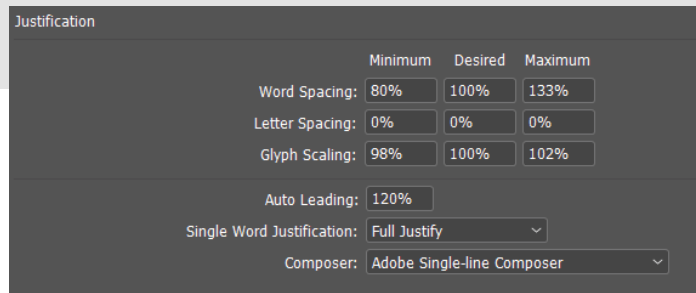 Justification
Minimum Desired Maximum
Word Spacing: 80% 100% 133%
Letter Spacing: 0% 0% 0%
Glyph Scaling: 98% 100% 102%
Auto Leading: 120%
Single Word Justification: Full Justify
Composer: Adobe Single-line Composer